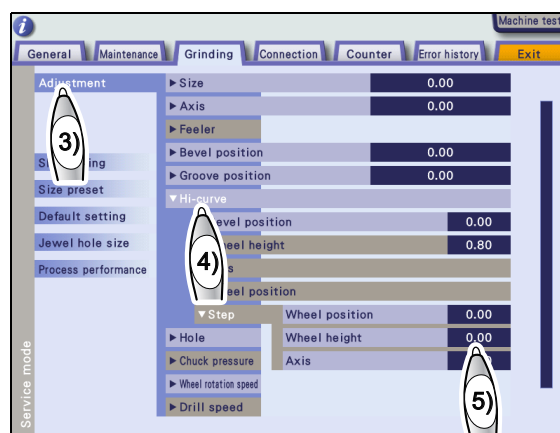 Machine test
General Maintenance Grinding Connection Counter Error history Exit
Adjustment
Size 0.00
Axis 0.00
Feeler
Bevel position 0.00
Groove position 0.00
Hi-curve
position 0.00
height 0.80
position
Step
Wheel position 0.00
Wheel height 0.00
Axis
Hole
Chuck pressure
Wheel rotation speed
Drill speed
Size preset
Default setting
Jewel hole size
Process performance
Service mode
3)
4)
5)